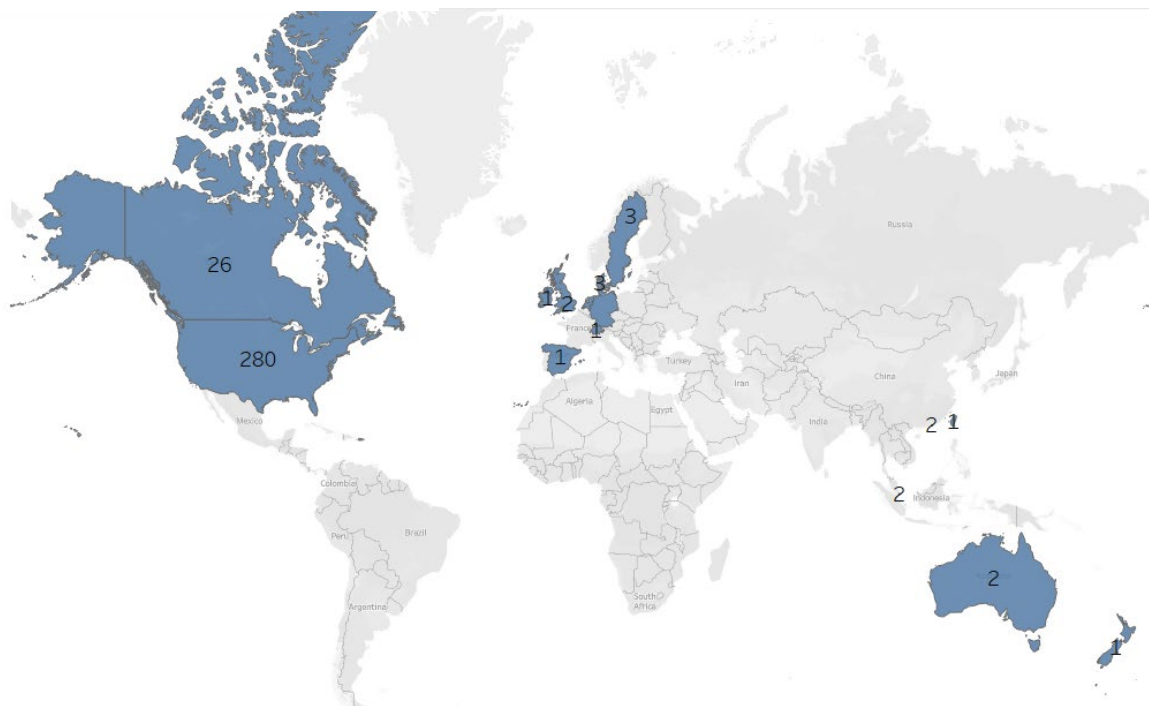 3
Russia
26
3
1
2
France
1
280
1
Turkey
China
Japan
Iran
Algeria
Egypt
India
Mexico
2
1
Colombia
2
Indonesia
Peru
Brazil
2
South
Africa
Argentina
1